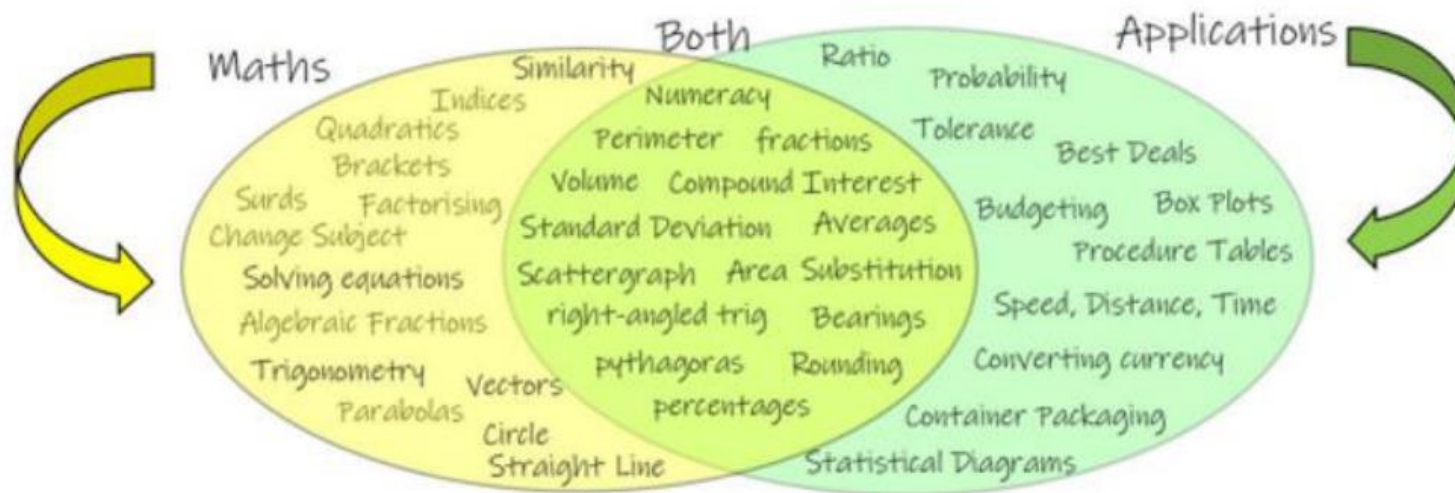 Maths
Both
Applications
Similarity
Indices
Quadratics
Brackets
Surds Factorising
Change Subject
Solving equations
Algebraic Fractions
Trigonometry
Vectors
Parabolas
Circle
Straight Line
Numeracy
Perimeter fractions
Volume Compound Interest
Standard Deviation Averages
Scattergraph Area Substitution
right-angled trig Bearings
pythagoras Rounding
percentages
Ratio
Probability
Tolerance
Best Deals
Budgeting Box Plots
Procedure Tables
Speed, Distance, Time
Converting currency
Container Packaging
Statistical Diagrams